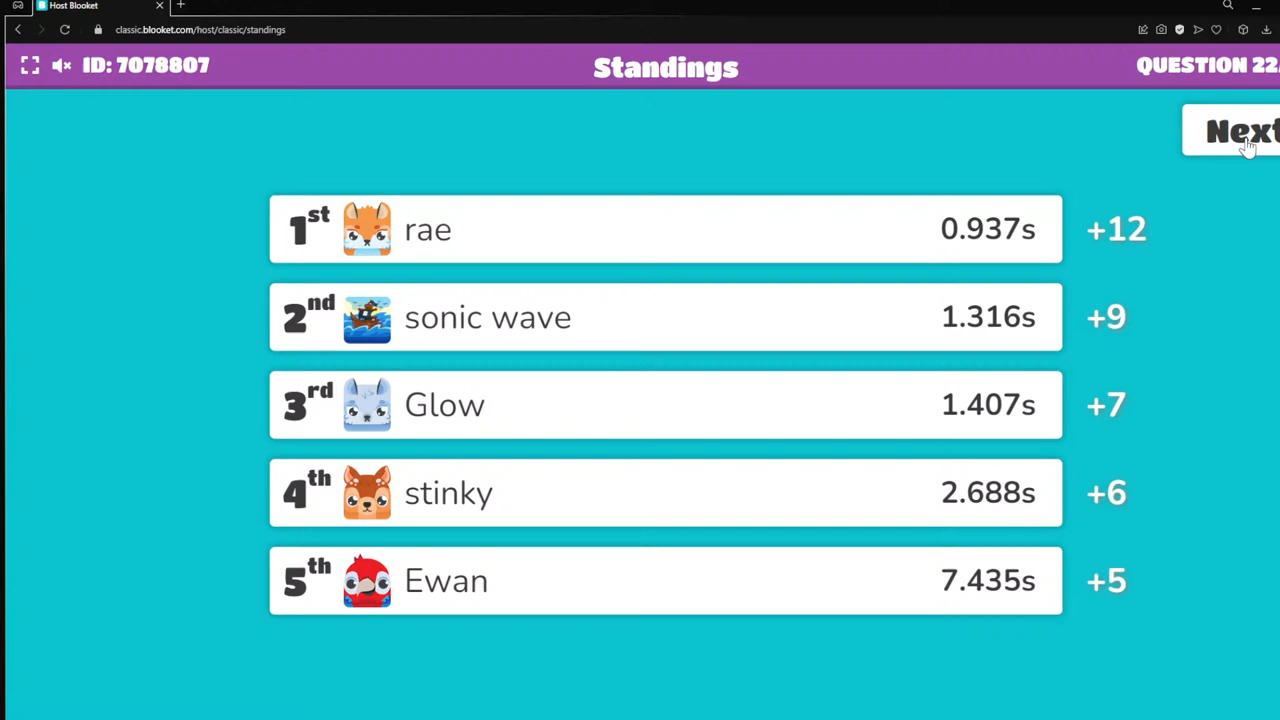 Host Blooket
classic.blooket.com/host/classic/standings
ID: 7078807 Standings QUESTION 22
Next
1st rae 0.937s +12
2nd sonic wave 1.316s +9
3rd Glow 1.407s +7
4th stinky 2.688s +6
5th Ewan 7.435s +5